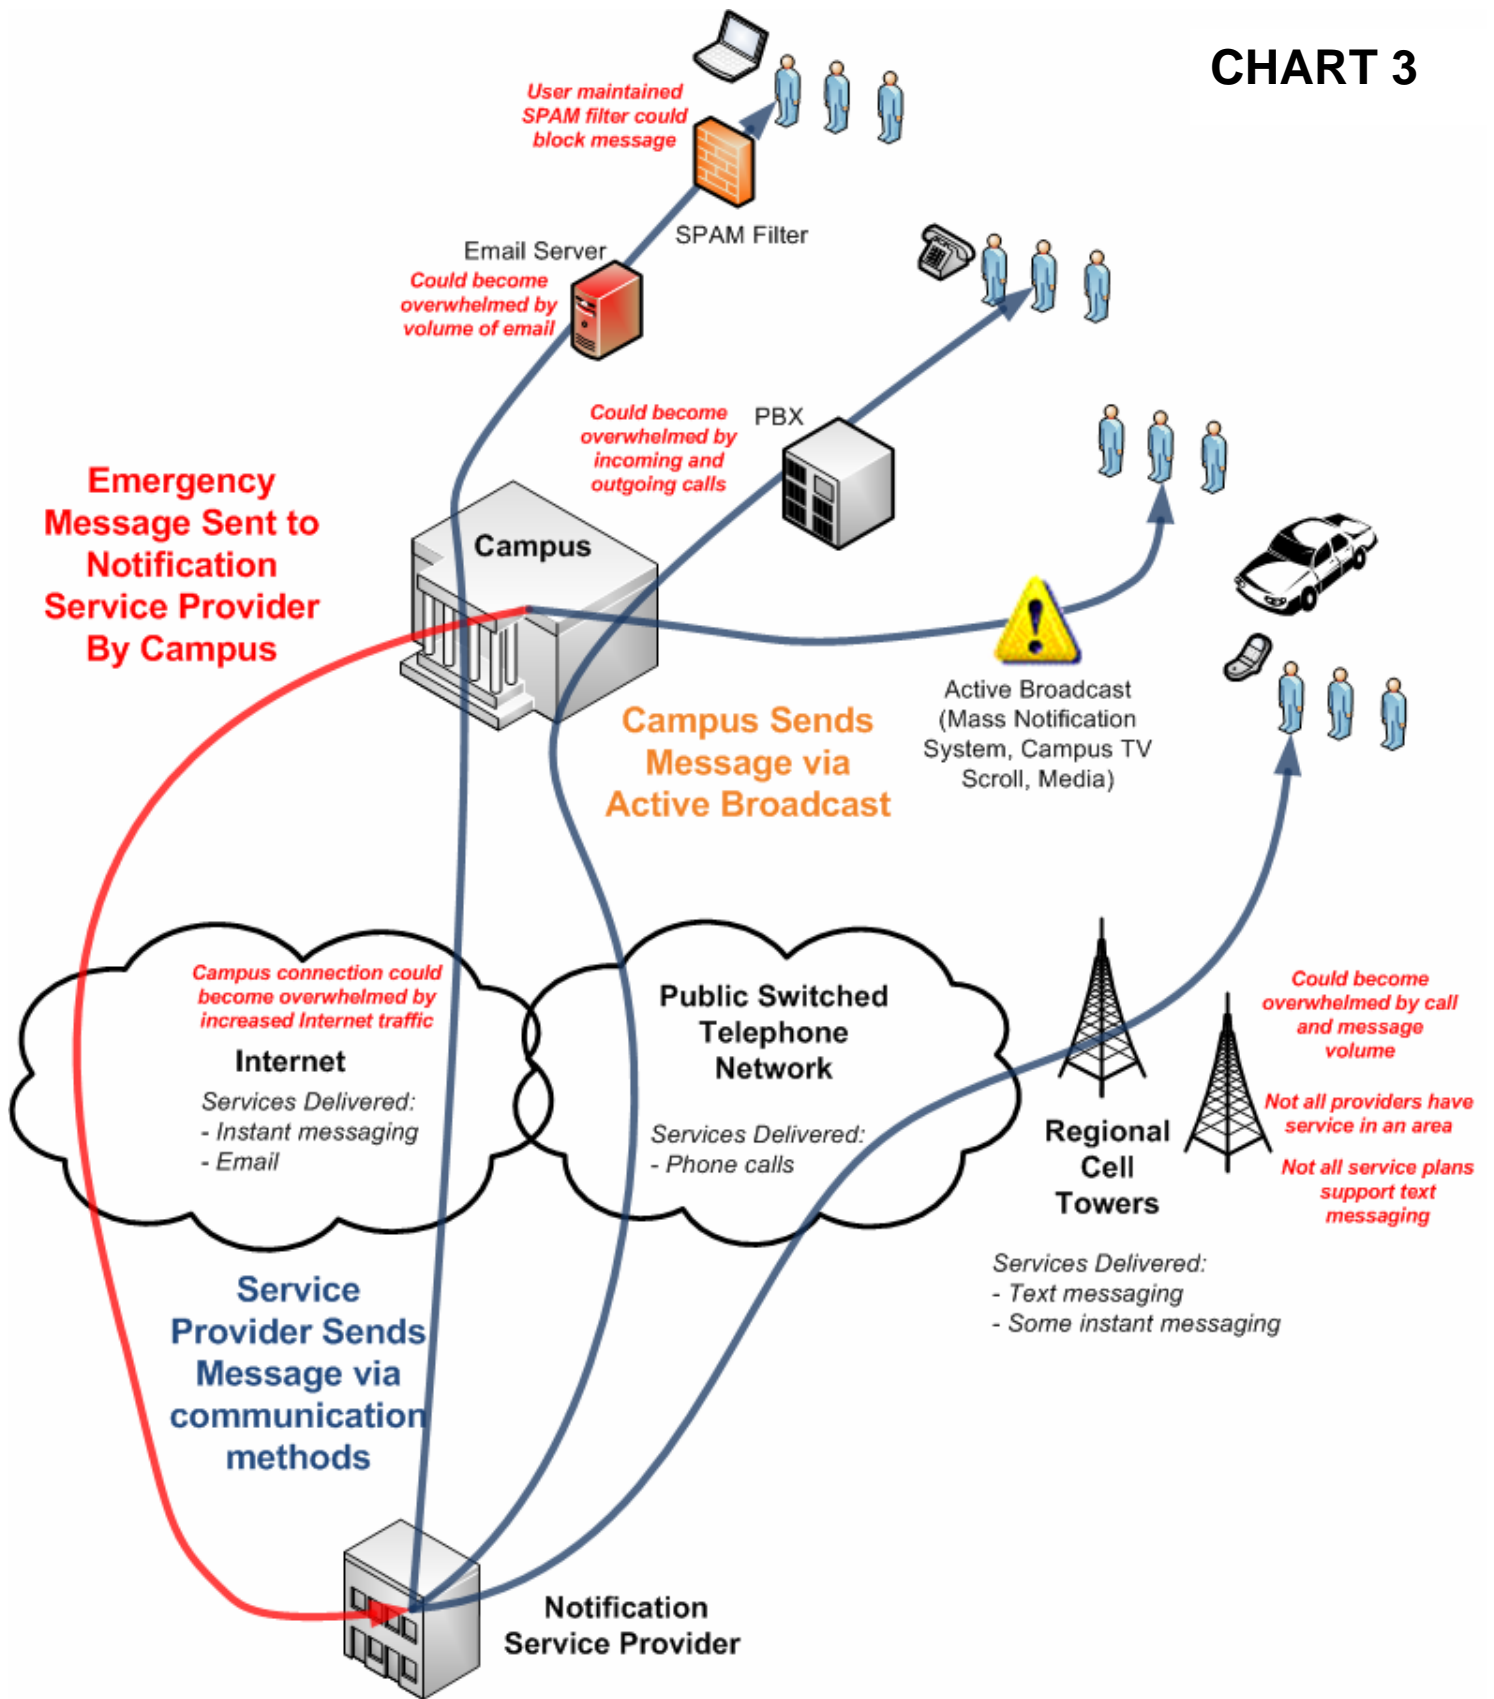 CHART 3
User maintained
SPAM filter could
block message
SPAM Filter
Email Server
Could become
overwhelmed by
volume of email
Could become
overwhelmed by
incoming and
outgoing calls
PBX
Emergency
Message Sent to
Notification
Service Provider
By Campus
Campus
Campus Sends
Message via
Active Broadcast
Active Broadcast
(Mass Notification
System, Campus TV
Scroll, Media)
Campus connection could
become overwhelmed by
increased Internet traffic
Internet
Services Delivered:
- Instant messaging
- Email
Public Switched
Telephone
Network
Services Delivered:
- Phone calls
Regional
Cell
Towers
Could become
overwhelmed by call
and message
volume
Not all providers have
service in an area
Not all service plans
support text
messaging
Services Delivered:
- Text messaging
- Some instant messaging
Service
Provider Sends
Message via
communication
methods
Notification
Service Provider